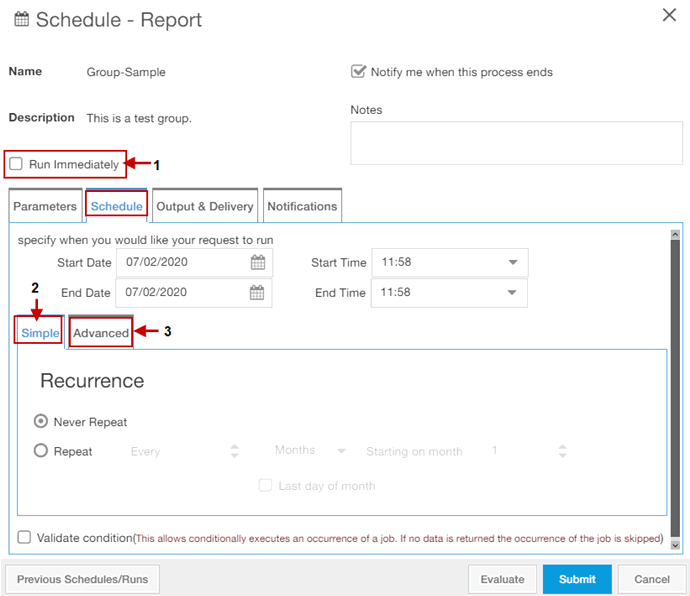 Schedule - Report
Name Group-Sample
Notify me when this process ends
Description This is a test group.
Notes
Run Immediately 1
Parameters Schedule Output & Delivery Notifications
specify when you would like your request to run
Start Date 07/02/2020 Start Time 11:58
End Date 07/02/2020 End Time 11:58
2
Simple Advanced 3
Recurrence
Never Repeat
Repeat Every Months Starting on month 1
Last day of month
Validate condition(This allows conditionally executes an occurrence of a job. If no data is returned the occurrence of the job is skipped)
Previous Schedules/Runs Evaluate Submit Cancel